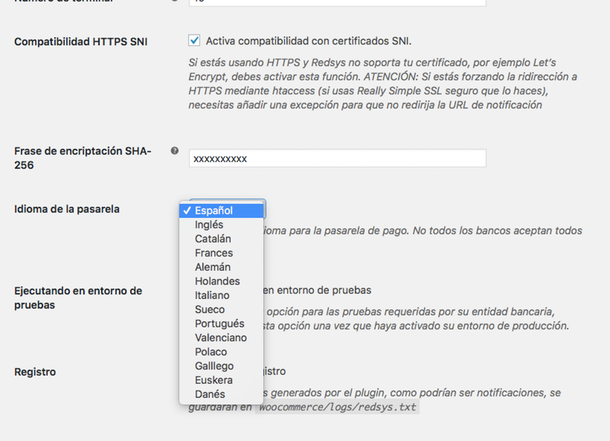 Compatibilidad HTTPS SNI
Activa compatibilidad con certificados SNI.
Si estás usando HTTPS y Redsys no soporta tu certificado, por ejemplo Let's
Encrypt, debes activar esta función. ATENCIÓN: Si estás forzando la ridirección a
HTTPS mediante htaccess (si usas Really Simple SSL seguro que lo haces),
necesitas añadir una excepción para que no redirija la URL de notificación
Frase de encriptación SHA-
256
xxxxxxxxxx
Idioma de la pasarela
Español
Inglés
Catalán
Frances
Alemán
Holandes
Italiano
Sueco
Portugués
Valenciano
Polaco
Galllego
Euskera
Danés
ioma para la pasarela de pago. No todos los bancos aceptan todos
Ejecutando en entorno de
pruebas
en entorno de pruebas
opción para las pruebas requeridas por su entidad bancaria,
sta opción una vez que haya activado su entorno de producción.
Registro
gistro
s generados por el plugin, como podrían ser notificaciones, se
guardarán en woocommerce/logs/redsys.txt